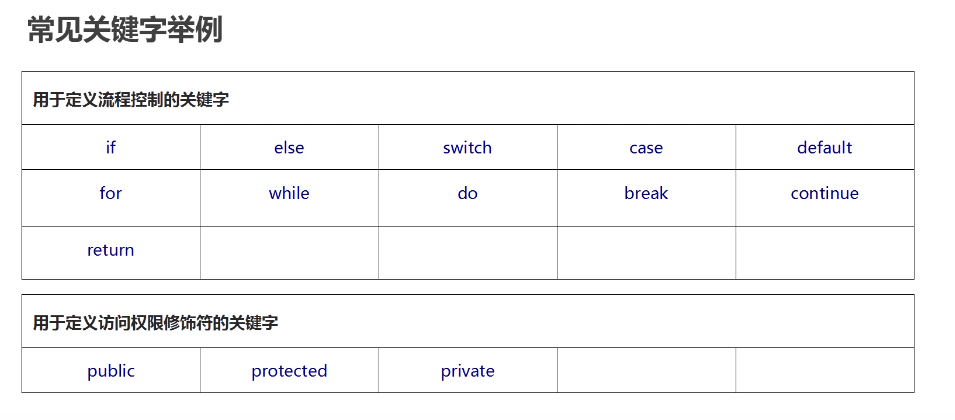 常见关键字举例
用于定义流程控制的关键字
if else switch case default
for while do break continue
return
用于定义访问权限修饰符的关键字
public protected private